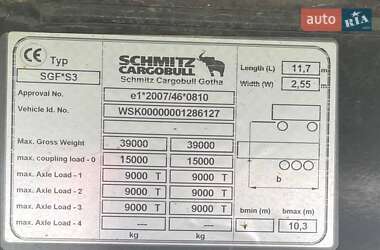 auto RIA.com
CE Typ
SGF*S3
SCHMITZ
CARGOBULL
Schmitz Cargobull Gotha
Length (L) 11,7 m
Width (W) 2,55 m
Approval No. e1*2007/46*0810
Vehicle Id. No. WSK00000001286127
Max. Gross Weight 39000 39000
max. coupling load - 0 15000 15000
max. Axle Load - 1 9000 T 9000 T
max. Axle Load - 2 9000 T 9000 T
max. Axle Load - 3 9000 T 9000 T
max. Axle Load - 4 ---- ----
kg kg
b
bmin (m) bmax (m)
10,3